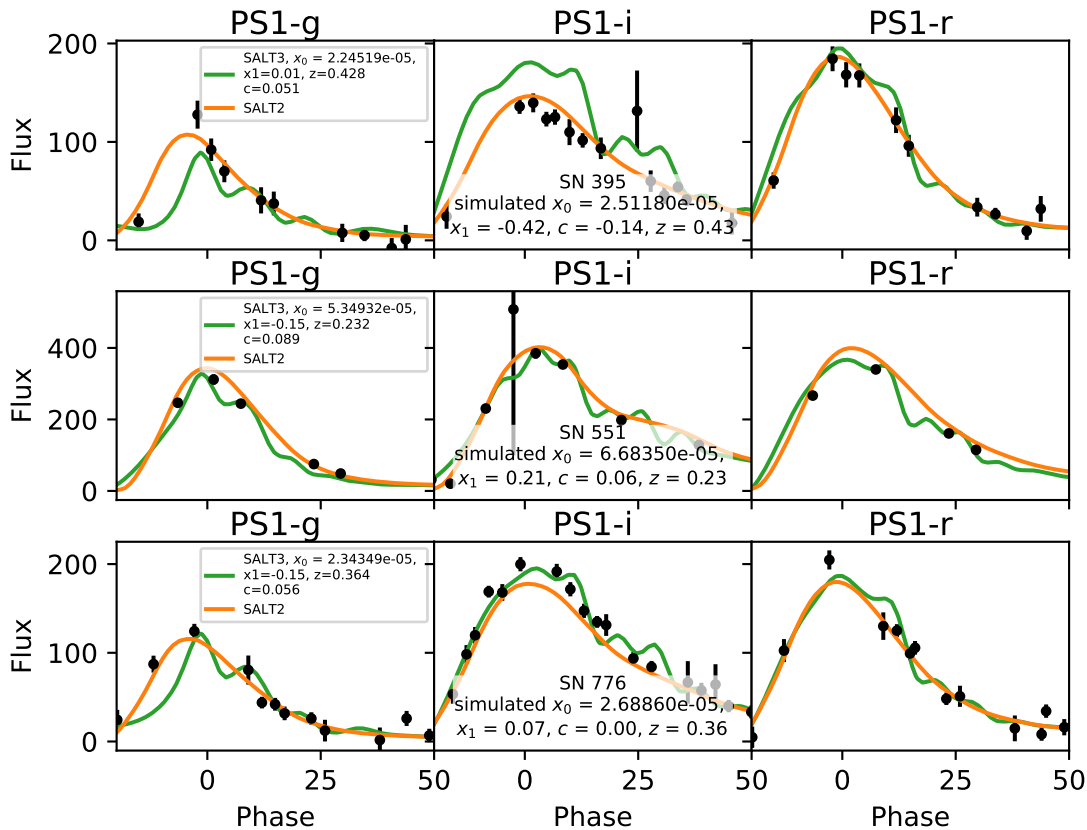 PS1-g PS1-i PS1-r
200
100
0
Flux
SALT3, x₀ = 2.24519e-05,
x1=0.01, z=0.428
c=0.051
SALT2
SN 395
simulated x₀ = 2.51180e-05,
x₁ = -0.42, c = -0.14, z = 0.43
PS1-g PS1-i PS1-r
400
200
0
Flux
SALT3, x₀ = 5.34932e-05,
x1=-0.15, z=0.232
c=0.089
SALT2
SN 551
simulated x₀ = 6.68350e-05,
x₁ = 0.21, c = 0.06, z = 0.23
PS1-g PS1-i PS1-r
200
100
0
Flux
SALT3, x₀ = 2.34349e-05,
x1=-0.15, z=0.364
c=0.056
SALT2
SN 776
simulated x₀ = 2.68860e-05,
x₁ = 0.07, c = 0.00, z = 0.36
0 25 50 0 25 50 0 25 50
Phase Phase Phase